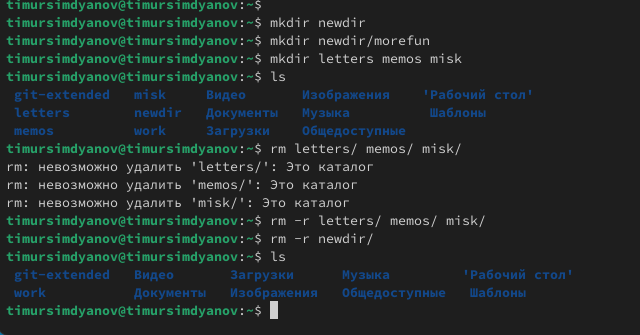 timursimdyanov@timursimdyanov:~$
timursimdyanov@timursimdyanov:~$ mkdir newdir
timursimdyanov@timursimdyanov:~$ mkdir newdir/morefun
timursimdyanov@timursimdyanov:~$ mkdir letters memos misk
timursimdyanov@timursimdyanov:~$ ls
git-extended misk Видео Изображения 'Рабочий стол'
letters newdir Документы Музыка Шаблоны
memos work Загрузки Общедоступные
timursimdyanov@timursimdyanov:~$ rm letters/ memos/ misk/
rm: невозможно удалить 'letters/': Это каталог
rm: невозможно удалить 'memos/': Это каталог
rm: невозможно удалить 'misk/': Это каталог
timursimdyanov@timursimdyanov:~$ rm -r letters/ memos/ misk/
timursimdyanov@timursimdyanov:~$ rm -r newdir/
timursimdyanov@timursimdyanov:~$ ls
git-extended Видео Загрузки Музыка 'Рабочий стол'
work Документы Изображения Общедоступные Шаблоны
timursimdyanov@timursimdyanov:~$